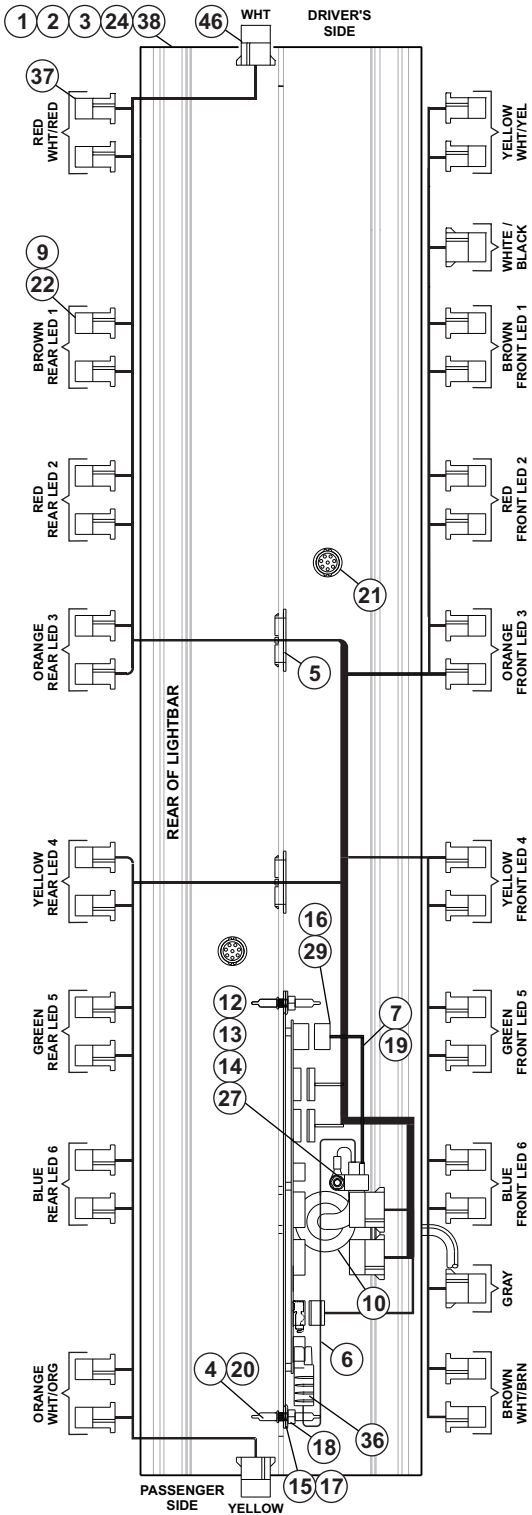 1 2 3 24 38 46 WHT DRIVER'S
SIDE
37
RED
WHT/RED
YELLOW
WHT/YEL
WHITE /
BLACK
9
22
BROWN
REAR LED 1
BROWN
FRONT LED 1
RED
REAR LED 2
RED
FRONT LED 2
21
ORANGE
REAR LED 3
5
ORANGE
FRONT LED 3
REAR OF LIGHTBAR
YELLOW
REAR LED 4
YELLOW
FRONT LED 4
16
29
12
13
14
27
7
19
GREEN
REAR LED 5
GREEN
FRONT LED 5
BLUE
REAR LED 6
BLUE
FRONT LED 6
10
GRAY
6
4 20
36
18
15 17
ORANGE
WHT/ORG
BROWN
WHT/BRN
PASSENGER
SIDE
YELLOW